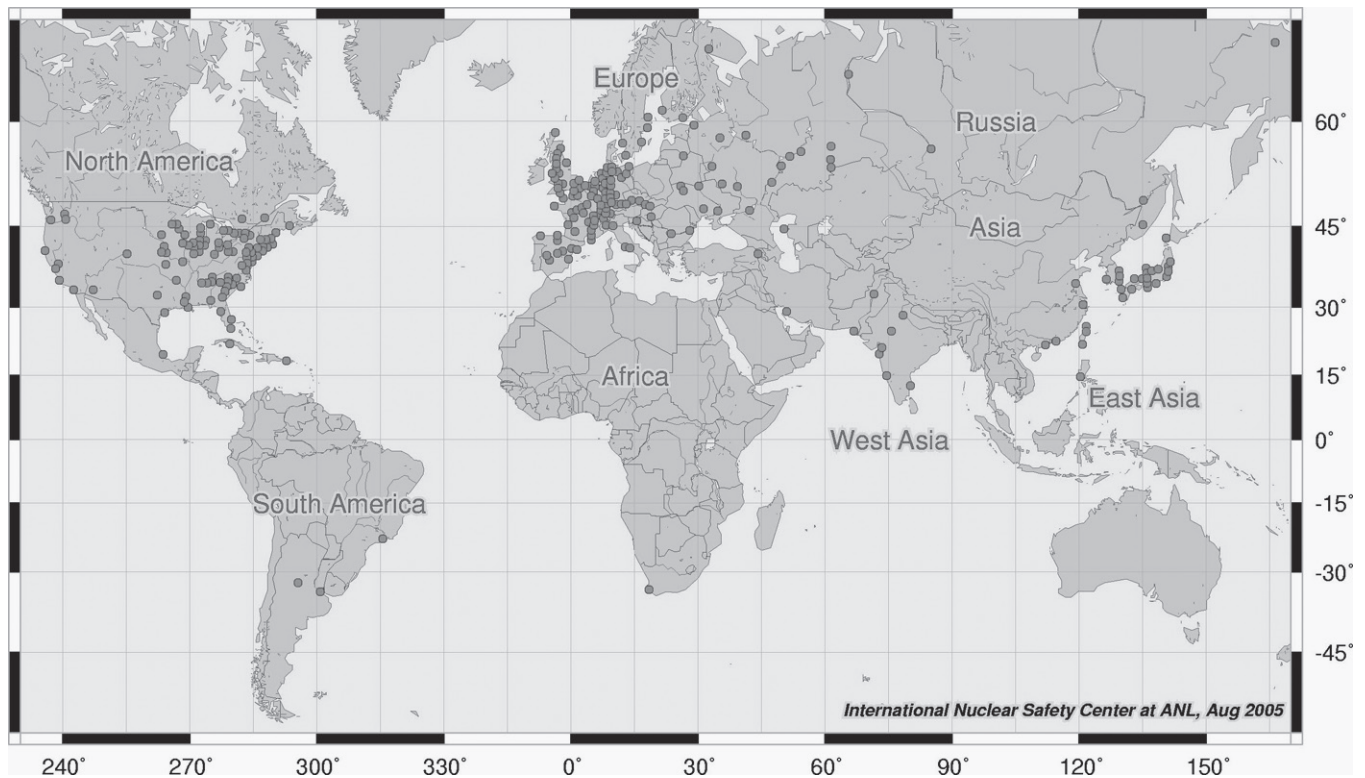 Europe
60°
Russia
North America
45°
Asia
30°
Africa
15°
East Asia
West Asia
0°
South America
-15°
-30°
-45°
International Nuclear Safety Center at ANL, Aug 2005
240° 270° 300° 330° 0° 30° 60° 90° 120° 150°